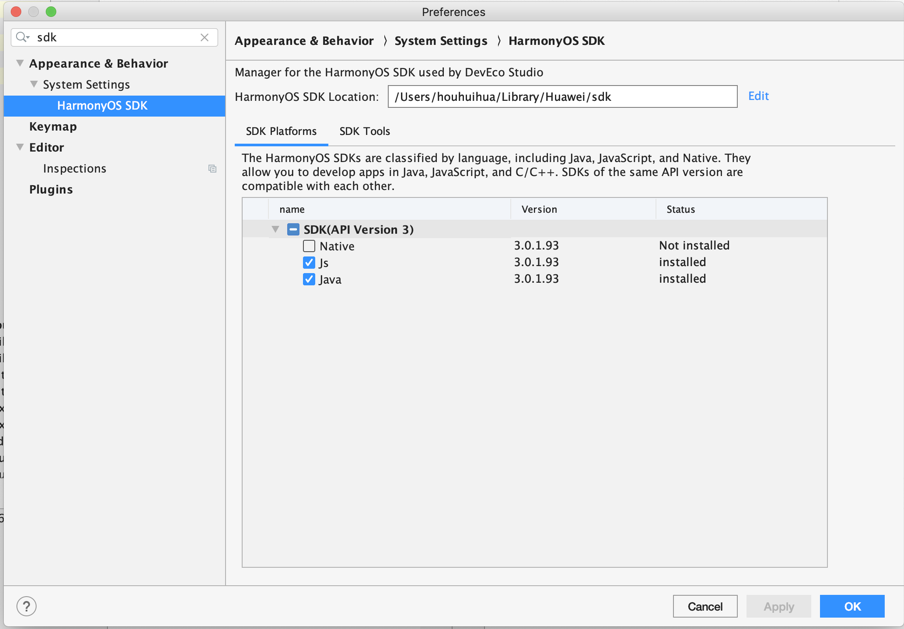 Preferences
sdk
Appearance & Behavior
System Settings
HarmonyOS SDK
Keymap
Editor
Inspections
Plugins
Appearance & Behavior 〉 System Settings 〉 HarmonyOS SDK
Manager for the HarmonyOS SDK used by DevEco Studio
HarmonyOS SDK Location: /Users/houhuihua/Library/Huawei/sdk Edit
SDK Platforms SDK Tools
The HarmonyOS SDKs are classified by language, including Java, JavaScript, and Native. They
allow you to develop apps in Java, JavaScript, and C/C++. SDKs of the same API version are
compatible with each other.
name Version Status
SDK(API Version 3)
Native 3.0.1.93 Not installed
Js 3.0.1.93 installed
Java 3.0.1.93 installed
? Cancel Apply OK